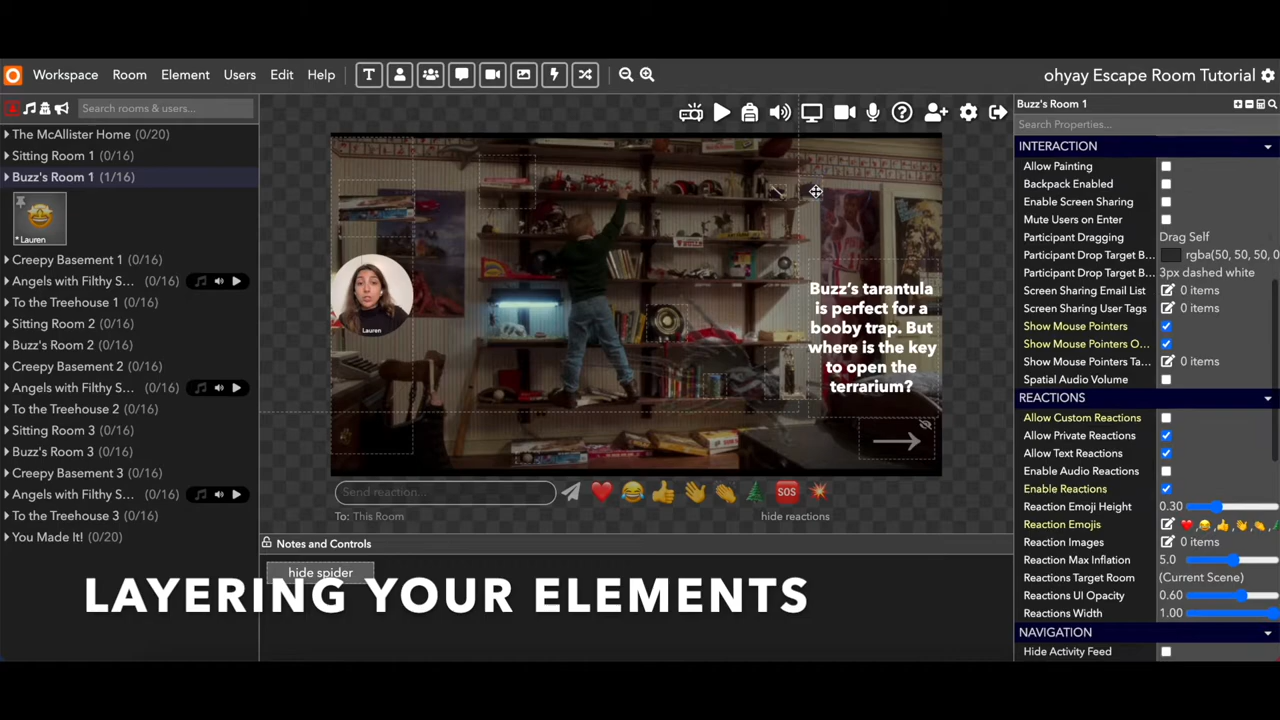 Workspace Room Element Users Edit Help
T
ohyay Escape Room Tutorial
Search rooms & users...
The McAllister Home (0/20)
Sitting Room 1 (0/16)
Buzz's Room 1 (1/16)
* Lauren
Creepy Basement 1 (0/16)
Angels with Filthy S... (0/16)
To the Treehouse 1 (0/16)
Sitting Room 2 (0/16)
Buzz's Room 2 (0/16)
Creepy Basement 2 (0/16)
Angels with Filthy S... (0/16)
To the Treehouse 2 (0/16)
Sitting Room 3 (0/16)
Buzz's Room 3 (0/16)
Creepy Basement 3 (0/16)
Angels with Filthy S... (0/16)
To the Treehouse 3 (0/16)
You Made It! (0/20)
Lauren
Buzz's tarantula
is perfect for a
booby trap. But
where is the key
to open the
terrarium?
Send reaction...
SOS
To: This Room
hide reactions
Notes and Controls
hide spider
LAYERING YOUR ELEMENTS
Buzz's Room 1
Search Properties...
INTERACTION
Allow Painting
Backpack Enabled
Enable Screen Sharing
Mute Users on Enter
Participant Dragging Drag Self
Participant Drop Target B... rgba(50, 50, 50, 0
Participant Drop Target B... 3px dashed white
Screen Sharing Email List 0 items
Screen Sharing User Tags 0 items
Show Mouse Pointers
Show Mouse Pointers O...
Show Mouse Pointers Ta... 0 items
Spatial Audio Volume
REACTIONS
Allow Custom Reactions
Allow Private Reactions
Allow Text Reactions
Enable Audio Reactions
Enable Reactions
Reaction Emoji Height 0.30
Reaction Emojis
Reaction Images 0 items
Reaction Max Inflation 5.0
Reactions Target Room (Current Scene)
Reactions UI Opacity 0.60
Reactions Width 1.00
NAVIGATION
Hide Activity Feed